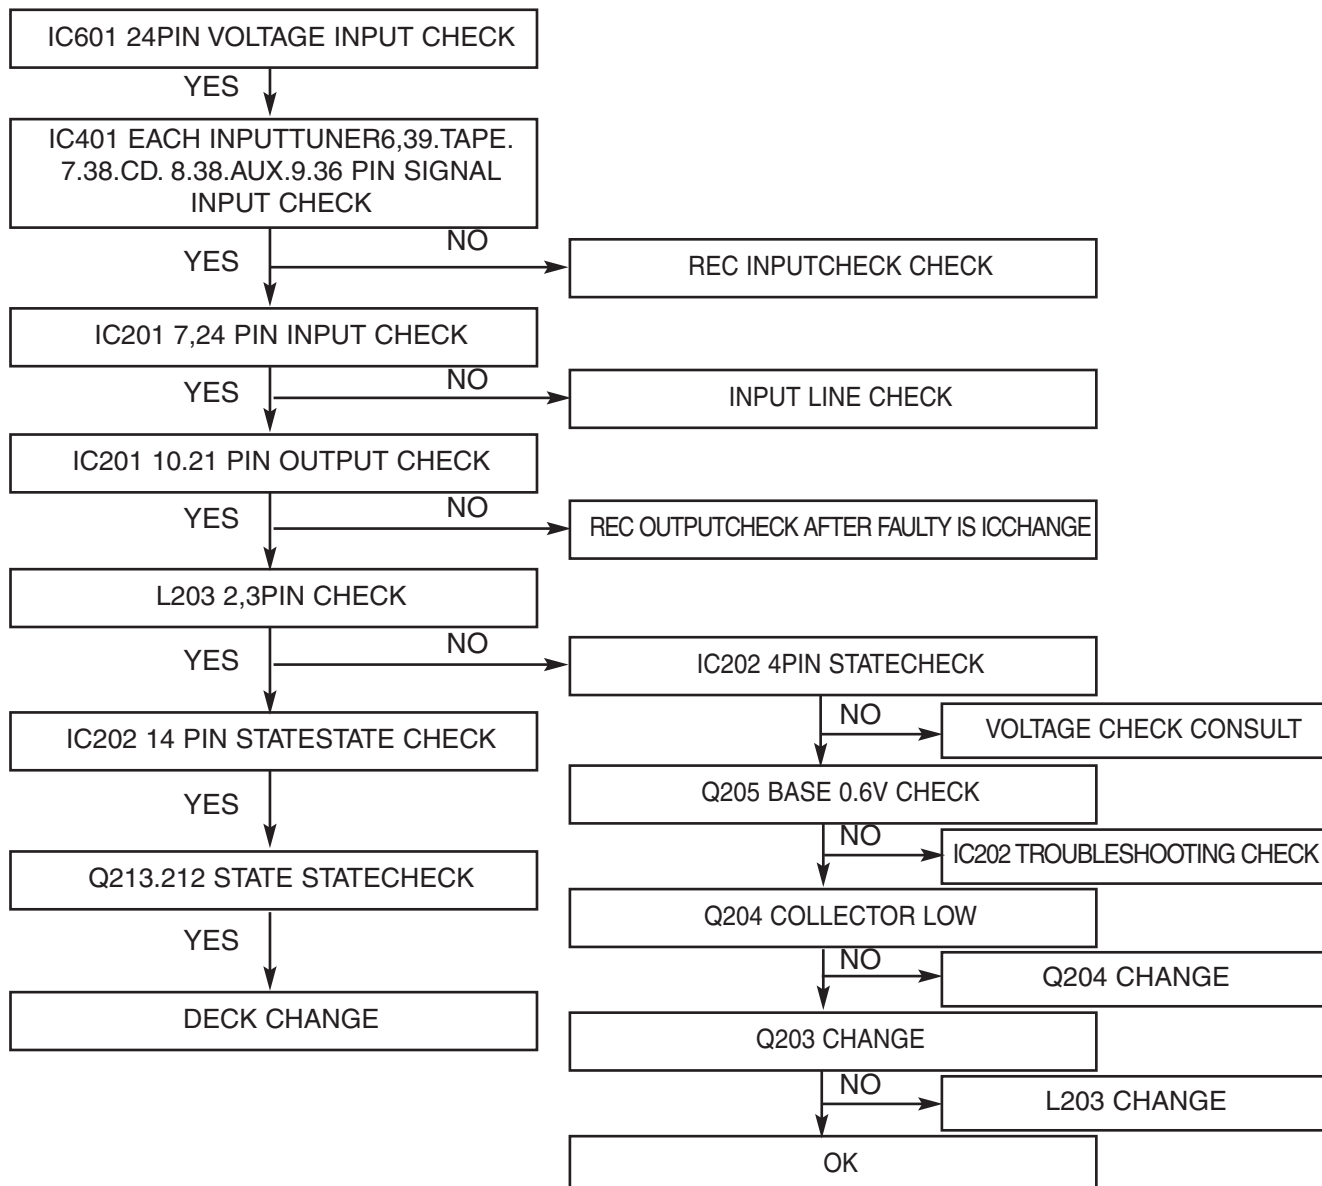 IC601 24PIN VOLTAGE INPUT CHECK
YES
IC401 EACH INPUTTUNER6,39.TAPE.
7.38.CD. 8.38.AUX.9.36 PIN SIGNAL
INPUT CHECK
NO
YES
REC INPUTCHECK CHECK
IC201 7,24 PIN INPUT CHECK
NO
YES
INPUT LINE CHECK
IC201 10.21 PIN OUTPUT CHECK
NO
YES
REC OUTPUTCHECK AFTER FAULTY IS ICCHANGE
L203 2,3PIN CHECK
NO
YES
IC202 4PIN STATECHECK
NO
VOLTAGE CHECK CONSULT
IC202 14 PIN STATESTATE CHECK
Q205 BASE 0.6V CHECK
YES
NO
IC202 TROUBLESHOOTING CHECK
Q213.212 STATE STATECHECK
Q204 COLLECTOR LOW
YES
NO
Q204 CHANGE
DECK CHANGE
Q203 CHANGE
NO
L203 CHANGE
OK